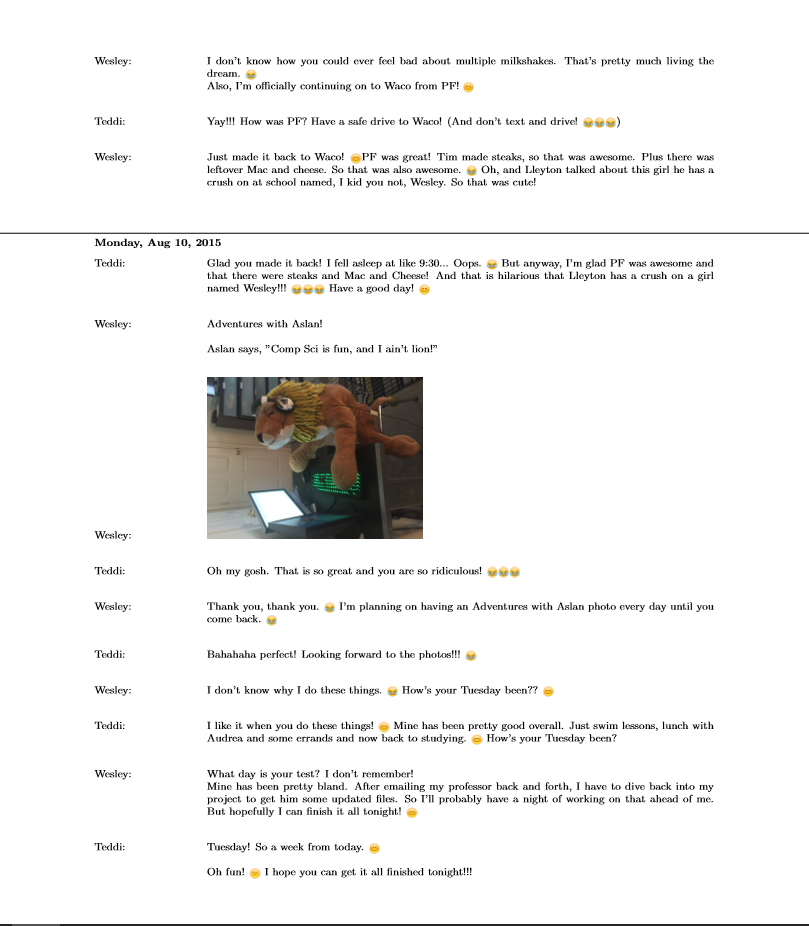 Wesley: I don't know how you could ever feel bad about multiple milkshakes. That's pretty much living the
dream. 😂
Also, I'm officially continuing on to Waco from PF! 😊
Teddi: Yay!!! How was PF? Have a safe drive to Waco! (And don't text and drive! 😂😂😂)
Wesley: Just made it back to Waco! 😊PF was great! Tim made steaks, so that was awesome. Plus there was
leftover Mac and cheese. So that was also awesome. 😂 Oh, and Lleyton talked about this girl he has a
crush on at school named, I kid you not, Wesley. So that was cute!
Monday, Aug 10, 2015
Teddi: Glad you made it back! I fell asleep at like 9:30... Oops. 😂 But anyway, I'm glad PF was awesome and
that there were steaks and Mac and Cheese! And that is hilarious that Lleyton has a crush on a girl
named Wesley!!! 😂😂😂 Have a good day! 😊
Wesley: Adventures with Aslan!
Aslan says, "Comp Sci is fun, and I ain't lion!"
Wesley:
Teddi: Oh my gosh. That is so great and you are so ridiculous! 😂😂😂
Wesley: Thank you, thank you. 😂 I'm planning on having an Adventures with Aslan photo every day until you
come back. 😂
Teddi: Bahahaha perfect! Looking forward to the photos!!! 😂
Wesley: I don't know why I do these things. 😂 How's your Tuesday been?? 😊
Teddi: I like it when you do these things! 😊 Mine has been pretty good overall. Just swim lessons, lunch with
Audrea and some errands and now back to studying. 😊 How's your Tuesday been?
Wesley: What day is your test? I don't remember!
Mine has been pretty bland. After emailing my professor back and forth, I have to dive back into my
project to get him some updated files. So I'll probably have a night of working on that ahead of me.
But hopefully I can finish it all tonight! 😊
Teddi: Tuesday! So a week from today. 😊
Oh fun! 😊 I hope you can get it all finished tonight!!!